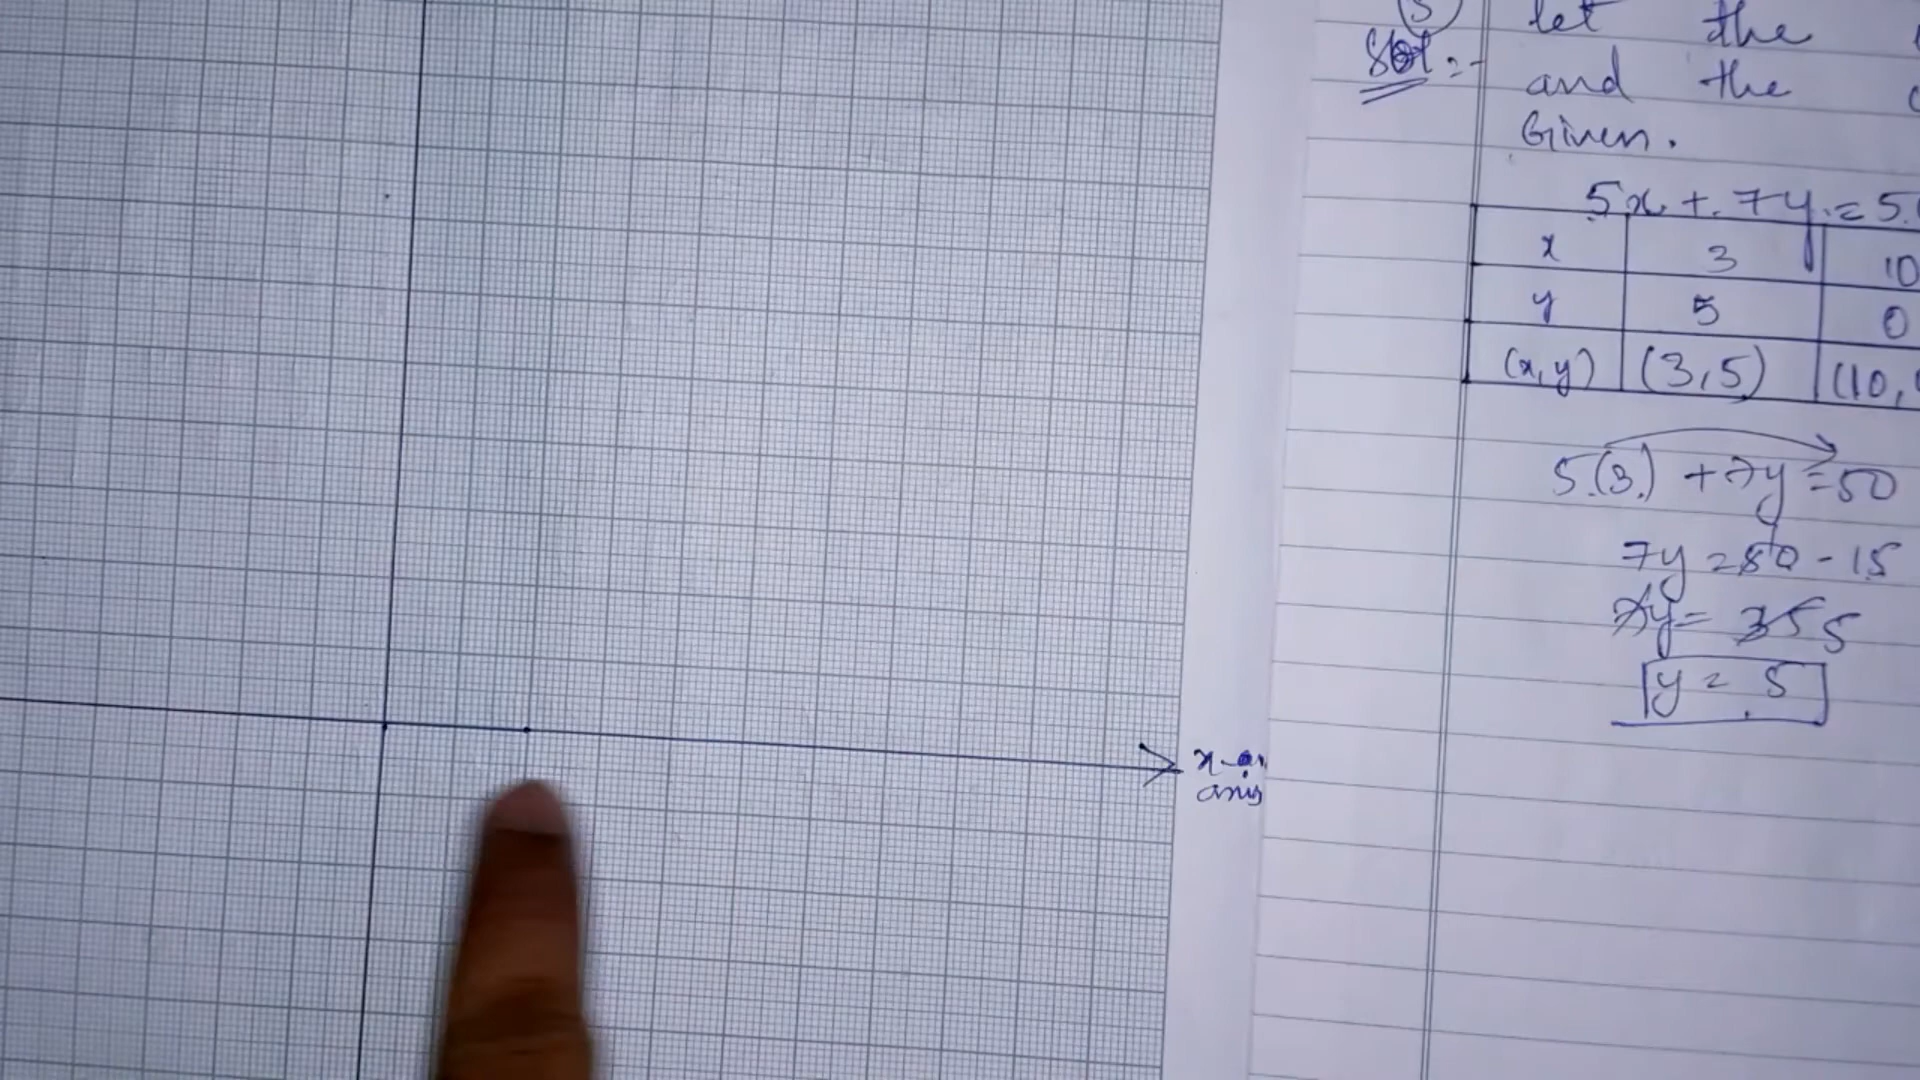 ③ let the
Sol:- and the
Given.
5x + 7y = 5
x 3 10
y 5 0
(x,y) (3,5) (10,
5(3) + 7y = 50
7y = 50 - 15
7y = 35 5
y = 5
x-
axis